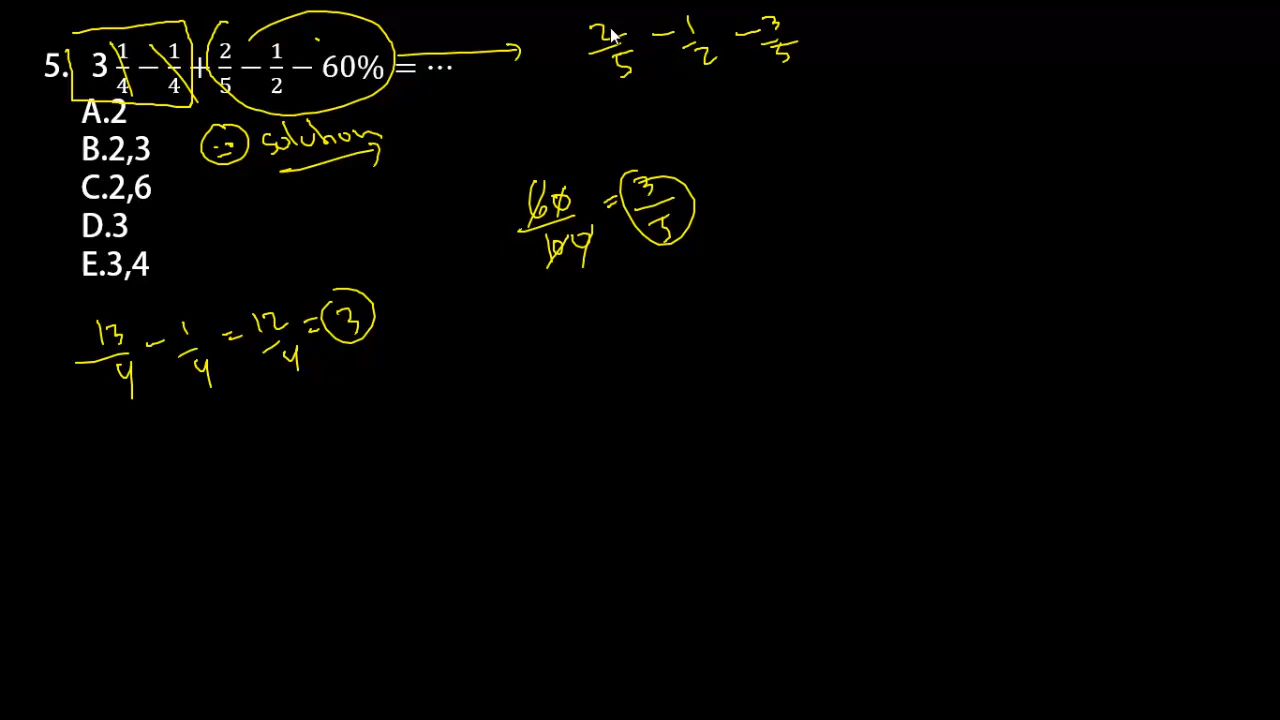 5. 3 1/4 − 1/4 + 2/5 − 1/2 − 60% = ⋯
A.2
B.2,3
C.2,6
D.3
E.3,4
solution
2/5 − 1/2 − 3/5
60/100 = 3/5
13/4 − 1/4 = 12/4 = 3